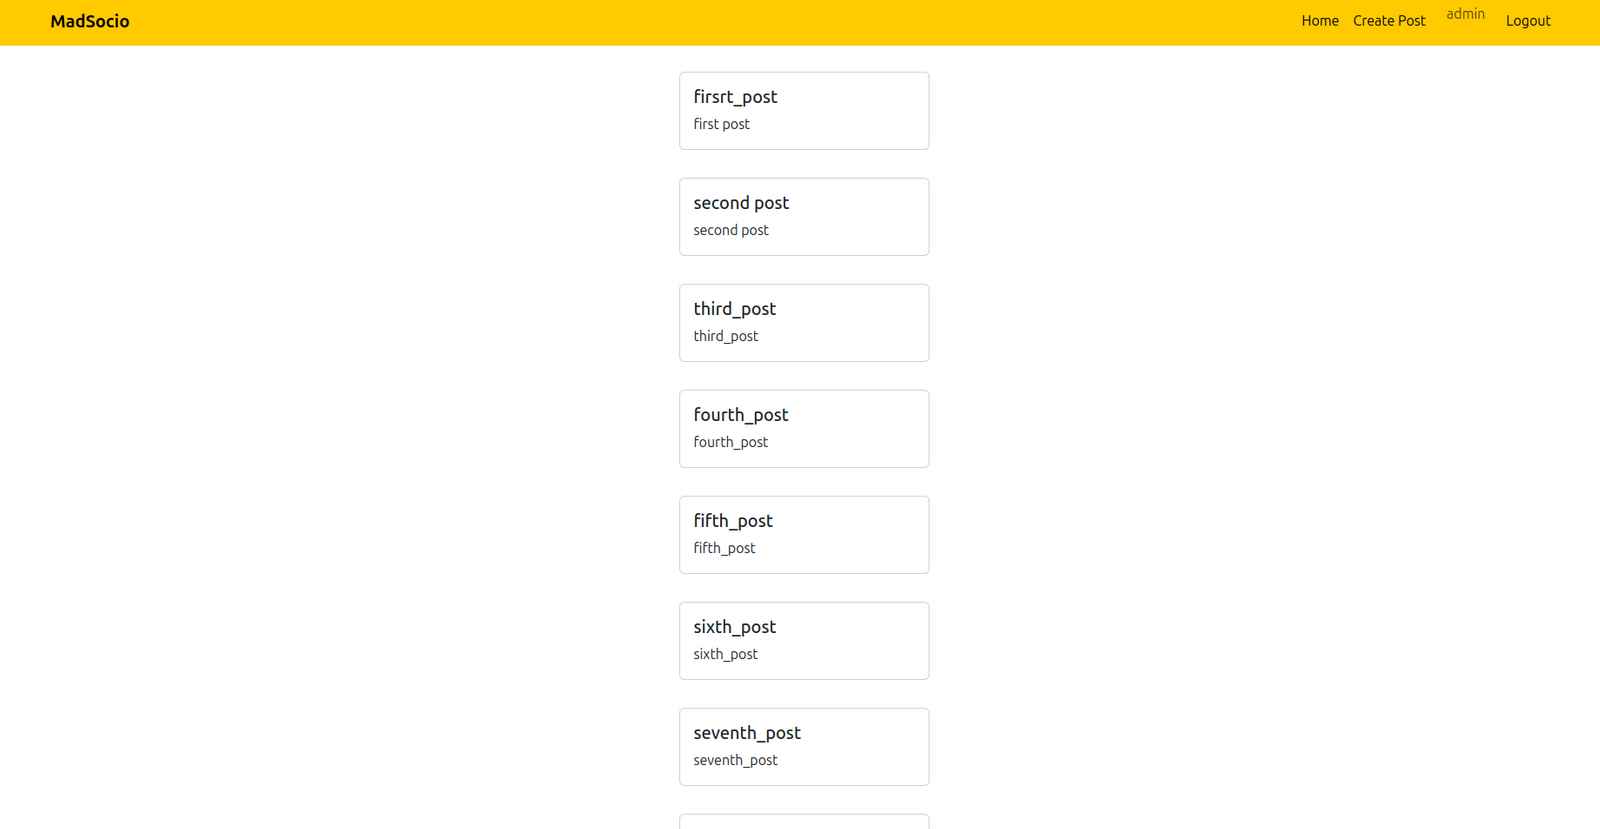 MadSocio
Home Create Post admin Logout
firsrt_post
first post
second post
second post
third_post
third_post
fourth_post
fourth_post
fifth_post
fifth_post
sixth_post
sixth_post
seventh_post
seventh_post